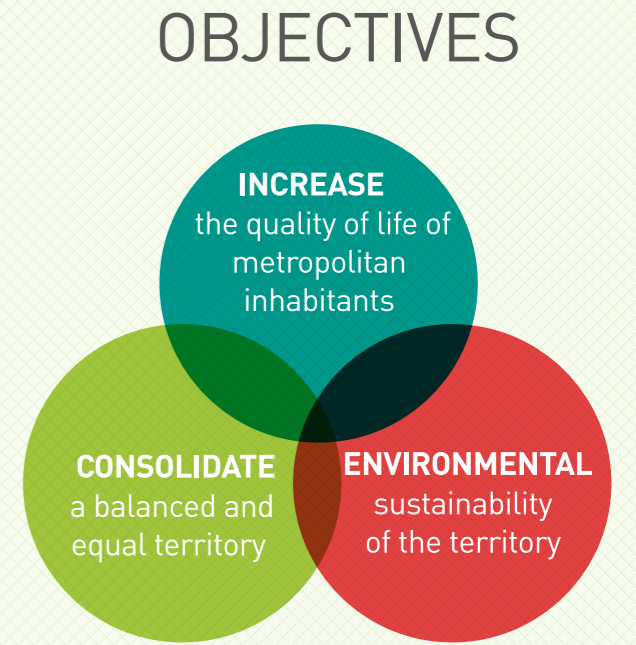 OBJECTIVES
INCREASE
the quality of life of
metropolitan
inhabitants
CONSOLIDATE
a balanced and
equal territory
ENVIRONMENTAL
sustainability
of the territory